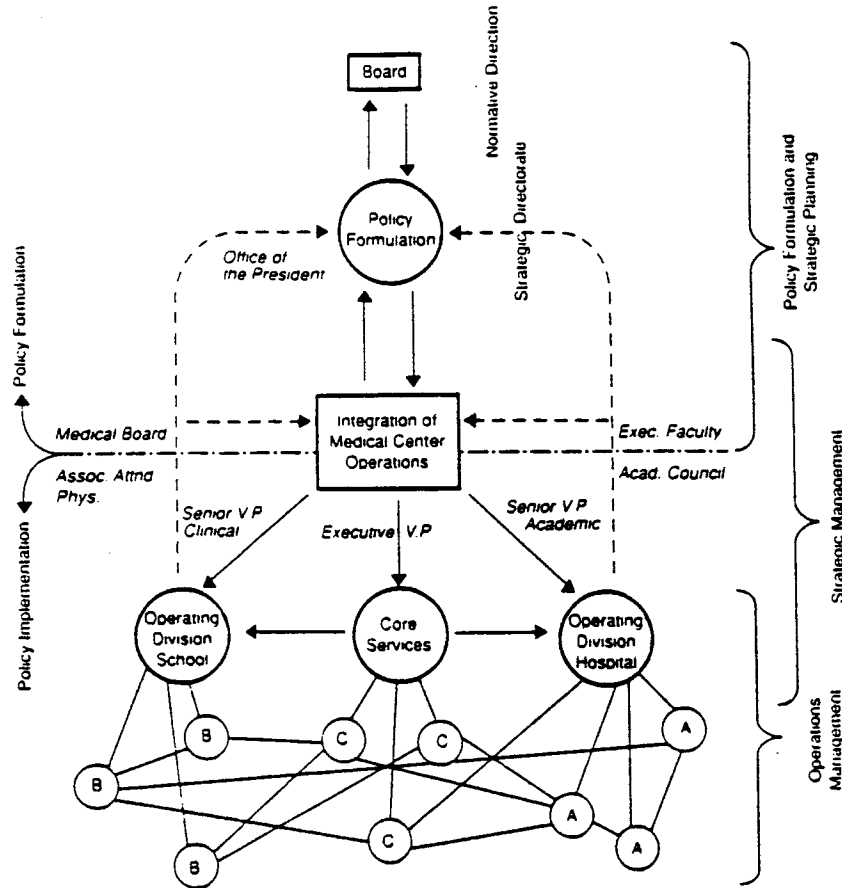 Board
Normative Direction
Strategic Directorate
Policy Formulation and
Strategic Planning
Policy
Formulation
Office of
the President
Policy Formulation
Integration of
Medical Center
Operations
Medical Board
Exec. Faculty
Assoc. Attnd
Phys.
Acad. Council
Senior V.P
Clinical
Executive V.P
Senior V.P
Academic
Strategic Management
Policy Implementation
Operating
Division
School
Core
Services
Operating
Division
Hospital
Operations
Management
B
C
C
A
B
A
C
B
A